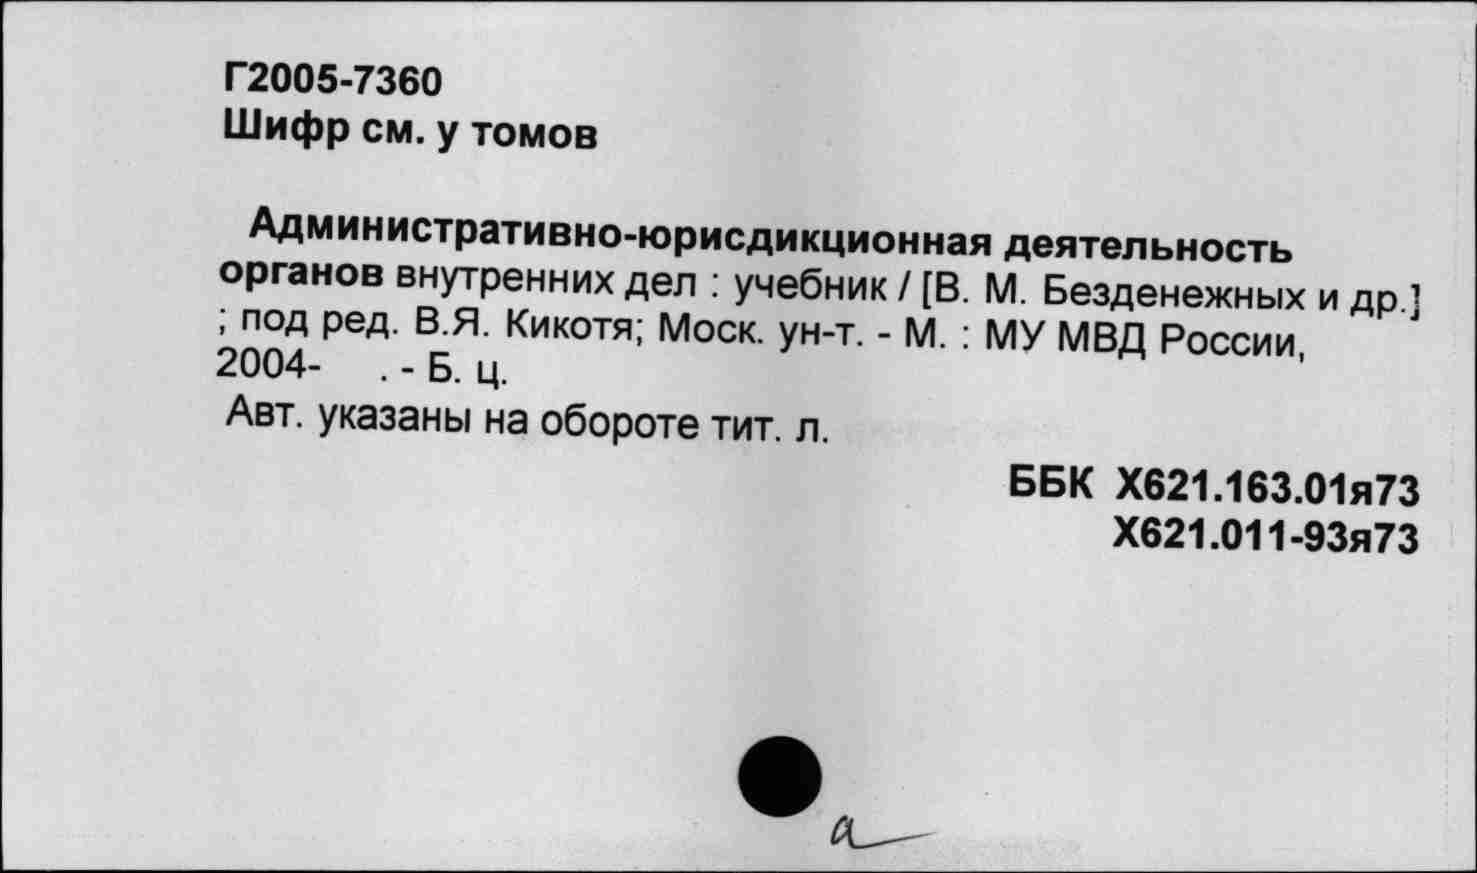 Г2005-7360
Шифр см. у томов
Административно-юрисдикционная деятельность
органов внутренних дел : учебник / [В. М. Безденежных и др.]
; под ред. В.Я. Кикотя; Моск. ун-т. - М. : МУ МВД России,
2004-    . - Б. ц.
Авт. указаны на обороте тит. л.
ББК Х621.163.01я73
Х621.011-93я73
а